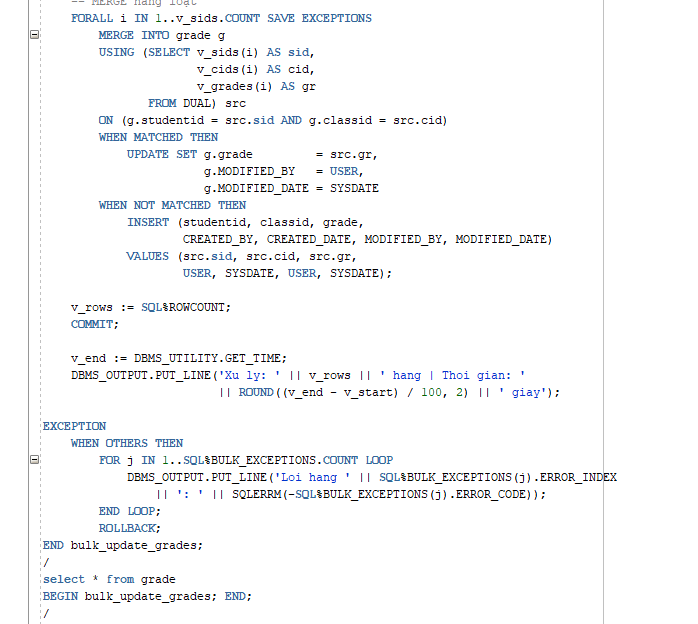 -- MERGE hang loat
FORALL i IN 1..v_sids.COUNT SAVE EXCEPTIONS
MERGE INTO grade g
USING (SELECT v_sids(i) AS sid,
v_cids(i) AS cid,
v_grades(i) AS gr
FROM DUAL) src
ON (g.studentid = src.sid AND g.classid = src.cid)
WHEN MATCHED THEN
UPDATE SET g.grade = src.gr,
g.MODIFIED_BY = USER,
g.MODIFIED_DATE = SYSDATE
WHEN NOT MATCHED THEN
INSERT (studentid, classid, grade,
CREATED_BY, CREATED_DATE, MODIFIED_BY, MODIFIED_DATE)
VALUES (src.sid, src.cid, src.gr,
USER, SYSDATE, USER, SYSDATE);
v_rows := SQL%ROWCOUNT;
COMMIT;
v_end := DBMS_UTILITY.GET_TIME;
DBMS_OUTPUT.PUT_LINE('Xu ly: ' || v_rows || ' hang | Thoi gian: '
|| ROUND((v_end - v_start) / 100, 2) || ' giay');
EXCEPTION
WHEN OTHERS THEN
FOR j IN 1..SQL%BULK_EXCEPTIONS.COUNT LOOP
DBMS_OUTPUT.PUT_LINE('Loi hang ' || SQL%BULK_EXCEPTIONS(j).ERROR_INDEX
|| ': ' || SQLERRM(-SQL%BULK_EXCEPTIONS(j).ERROR_CODE));
END LOOP;
ROLLBACK;
END bulk_update_grades;
/
select * from grade
BEGIN bulk_update_grades; END;
/